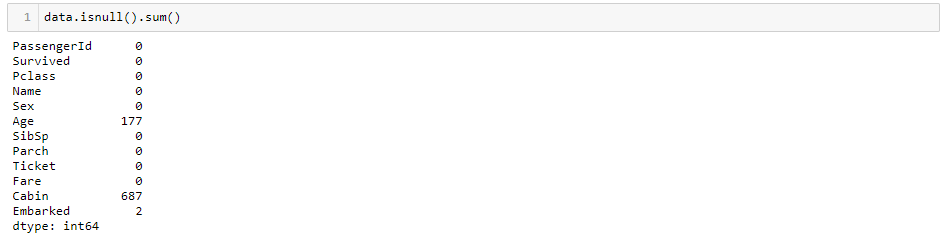 1 data.isnull().sum()
PassengerId 0
Survived 0
Pclass 0
Name 0
Sex 0
Age 177
SibSp 0
Parch 0
Ticket 0
Fare 0
Cabin 687
Embarked 2
dtype: int64